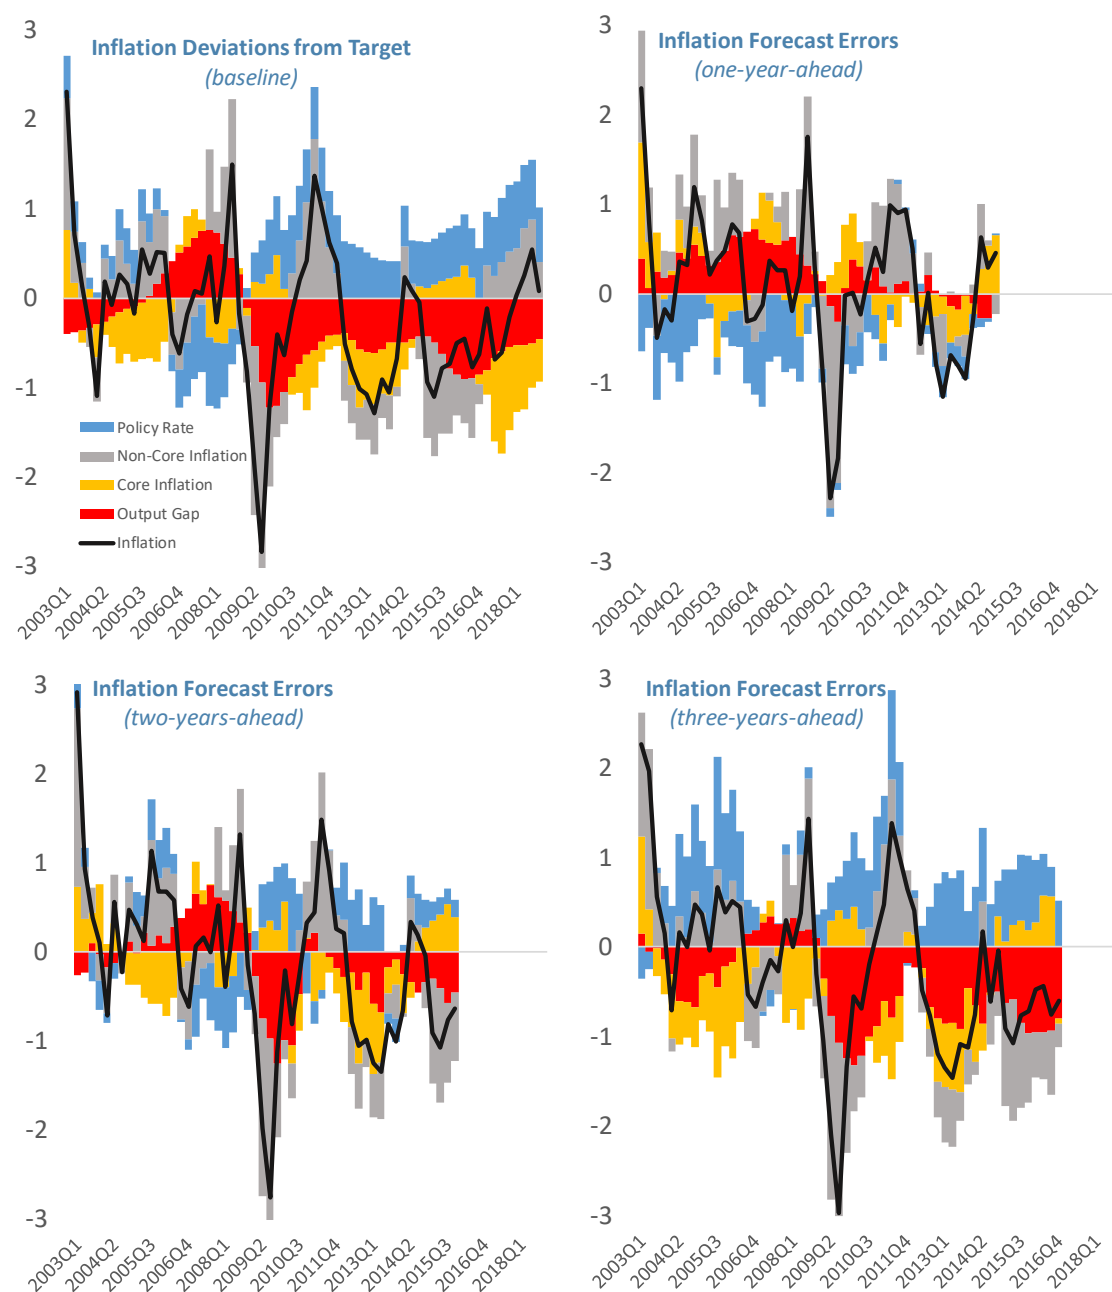 Inflation Deviations from Target
(baseline)
3
2
1
0
-1
-2
-3
Policy Rate
Non-Core Inflation
Core Inflation
Output Gap
Inflation
2003Q1
2004Q2
2005Q3
2006Q4
2008Q1
2009Q2
2010Q3
2011Q4
2013Q1
2014Q2
2015Q3
2016Q4
2018Q1
Inflation Forecast Errors
(one-year-ahead)
3
2
1
0
-1
-2
-3
2003Q1
2004Q2
2005Q3
2006Q4
2008Q1
2009Q2
2010Q3
2011Q4
2013Q1
2014Q2
2015Q3
2016Q4
2018Q1
Inflation Forecast Errors
(two-years-ahead)
3
2
1
0
-1
-2
-3
2003Q1
2004Q2
2005Q3
2006Q4
2008Q1
2009Q2
2010Q3
2011Q4
2013Q1
2014Q2
2015Q3
2016Q4
2018Q1
Inflation Forecast Errors
(three-years-ahead)
3
2
1
0
-1
-2
-3
2003Q1
2004Q2
2005Q3
2006Q4
2008Q1
2009Q2
2010Q3
2011Q4
2013Q1
2014Q2
2015Q3
2016Q4
2018Q1